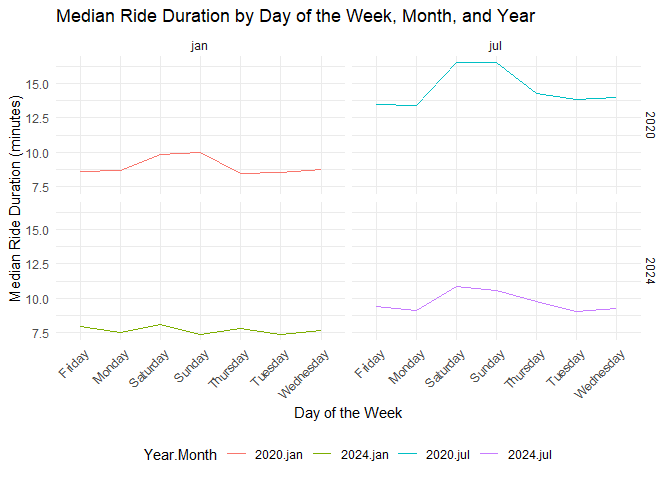 Median Ride Duration by Day of the Week, Month, and Year
jan jul
15.0
12.5
10.0
7.5
2020
15.0
12.5
10.0
7.5
2024
Median Ride Duration (minutes)
Friday Monday Saturday Sunday Thursday Tuesday Wednesday Friday Monday Saturday Sunday Thursday Tuesday Wednesday
Day of the Week
Year.Month 2020.jan 2024.jan 2020.jul 2024.jul